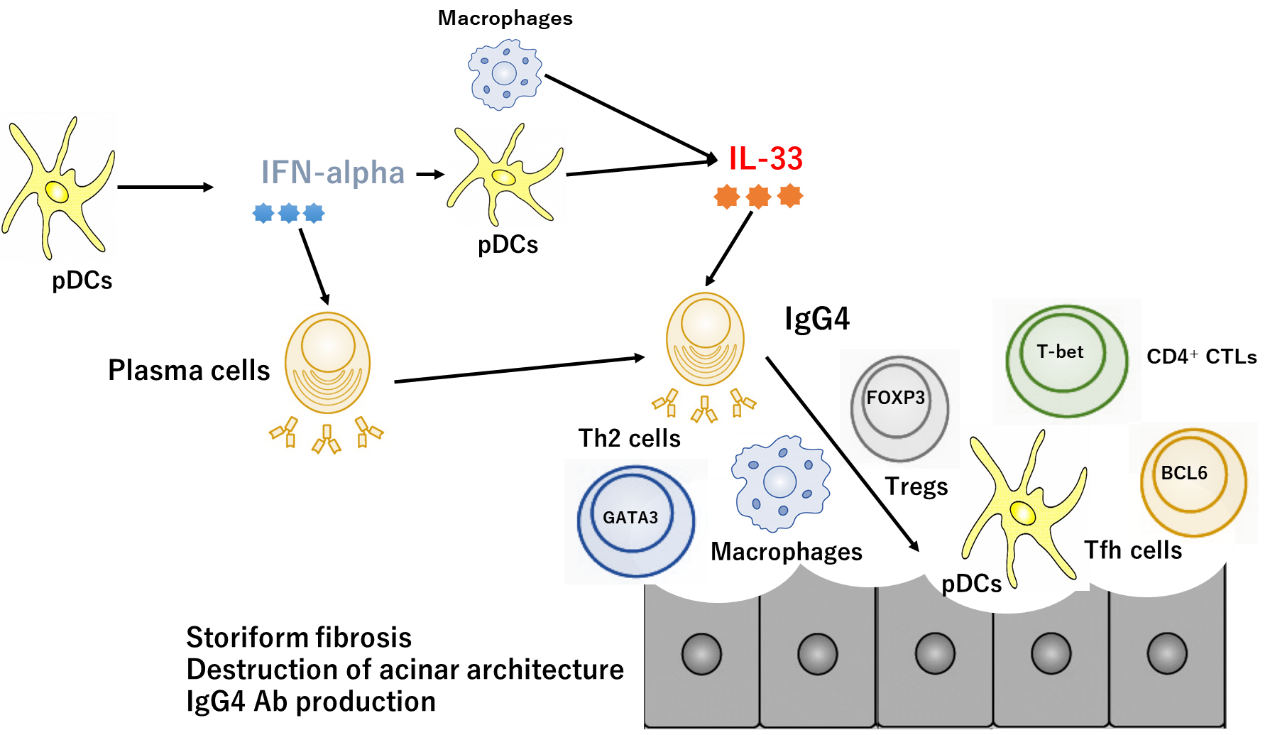 Macrophages
IFN-alpha
IL-33
pDCs
pDCs
IgG4
T-bet
CD4⁺ CTLs
Plasma cells
FOXP3
Th2 cells
Tregs
BCL6
GATA3
Macrophages
Tfh cells
pDCs
Storiform fibrosis
Destruction of acinar architecture
IgG4 Ab production